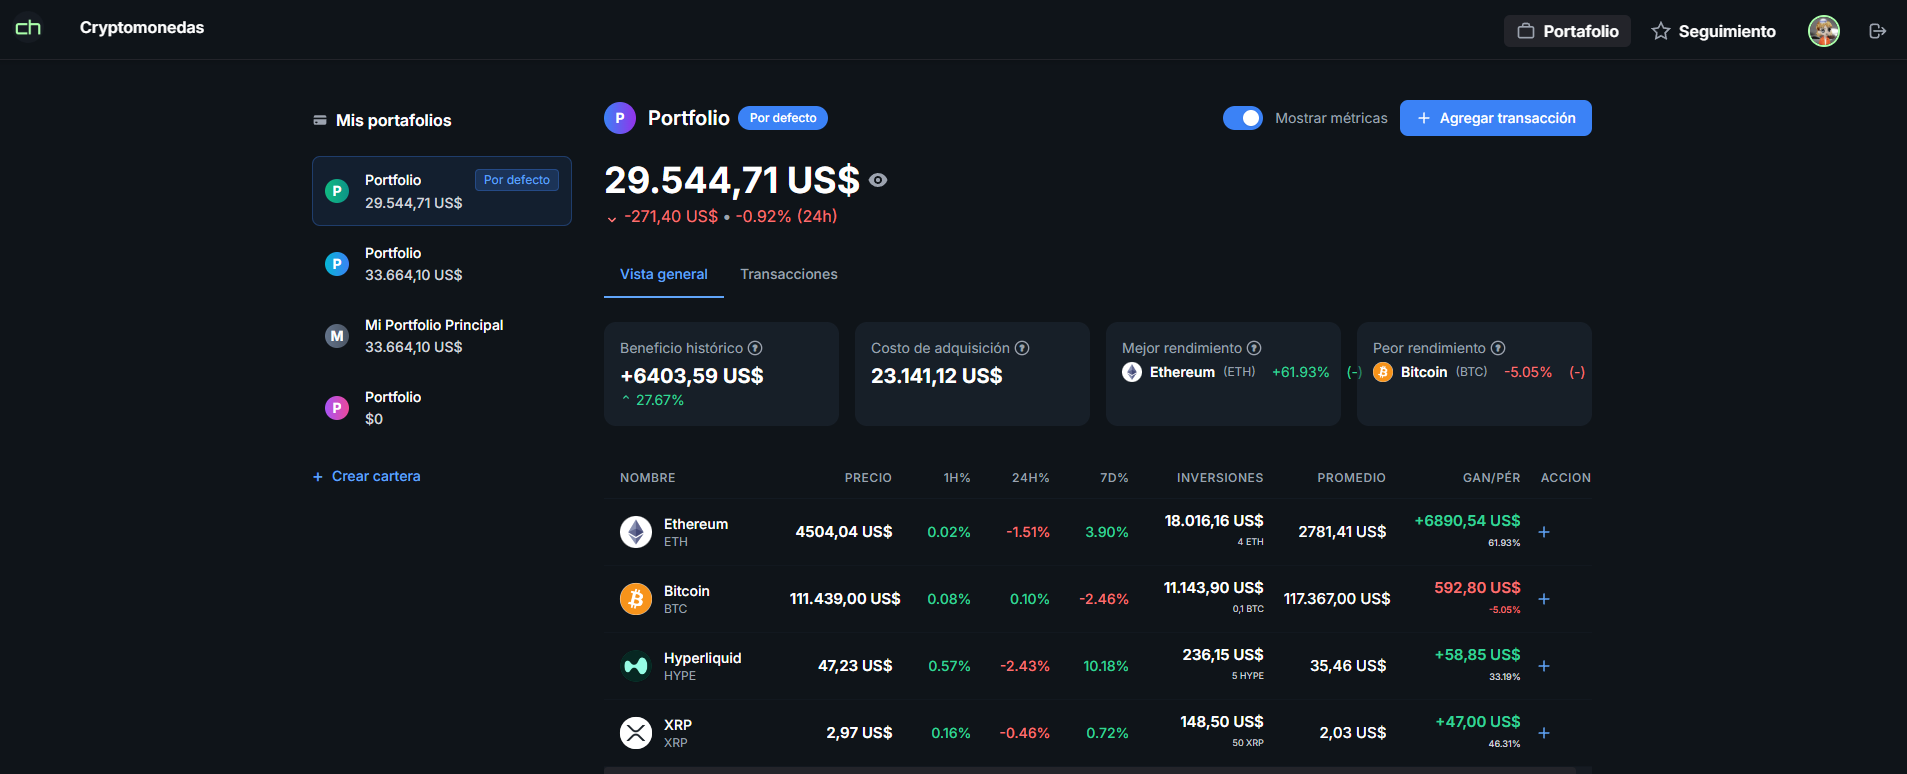 ch
Cryptomonedas
Portafolio
Seguimiento
Mis portafolios
P
Portfolio
Por defecto
29.544,71 US$
P
Portfolio
33.664,10 US$
M
Mi Portfolio Principal
33.664,10 US$
P
Portfolio
$0
+ Crear cartera
P
Portfolio
Por defecto
Mostrar métricas
+ Agregar transacción
29.544,71 US$
-271,40 US$ • -0.92% (24h)
Vista general
Transacciones
Beneficio histórico
+6403,59 US$
27.67%
Costo de adquisición
23.141,12 US$
Mejor rendimiento
Ethereum (ETH) +61.93% (-)
Peor rendimiento
Bitcoin (BTC) -5.05% (-)
NOMBRE PRECIO 1H% 24H% 7D% INVERSIONES PROMEDIO GAN/PÉR ACCION
Ethereum
ETH
4504,04 US$ 0.02% -1.51% 3.90%
18.016,16 US$
4 ETH
2781,41 US$
+6890,54 US$
61.93%
+
Bitcoin
BTC
111.439,00 US$ 0.08% 0.10% -2.46%
11.143,90 US$
0,1 BTC
117.367,00 US$
592,80 US$
-5.05%
+
Hyperliquid
HYPE
47,23 US$ 0.57% -2.43% 10.18%
236,15 US$
5 HYPE
35,46 US$
+58,85 US$
33.19%
+
XRP
XRP
2,97 US$ 0.16% -0.46% 0.72%
148,50 US$
50 XRP
2,03 US$
+47,00 US$
46.31%
+